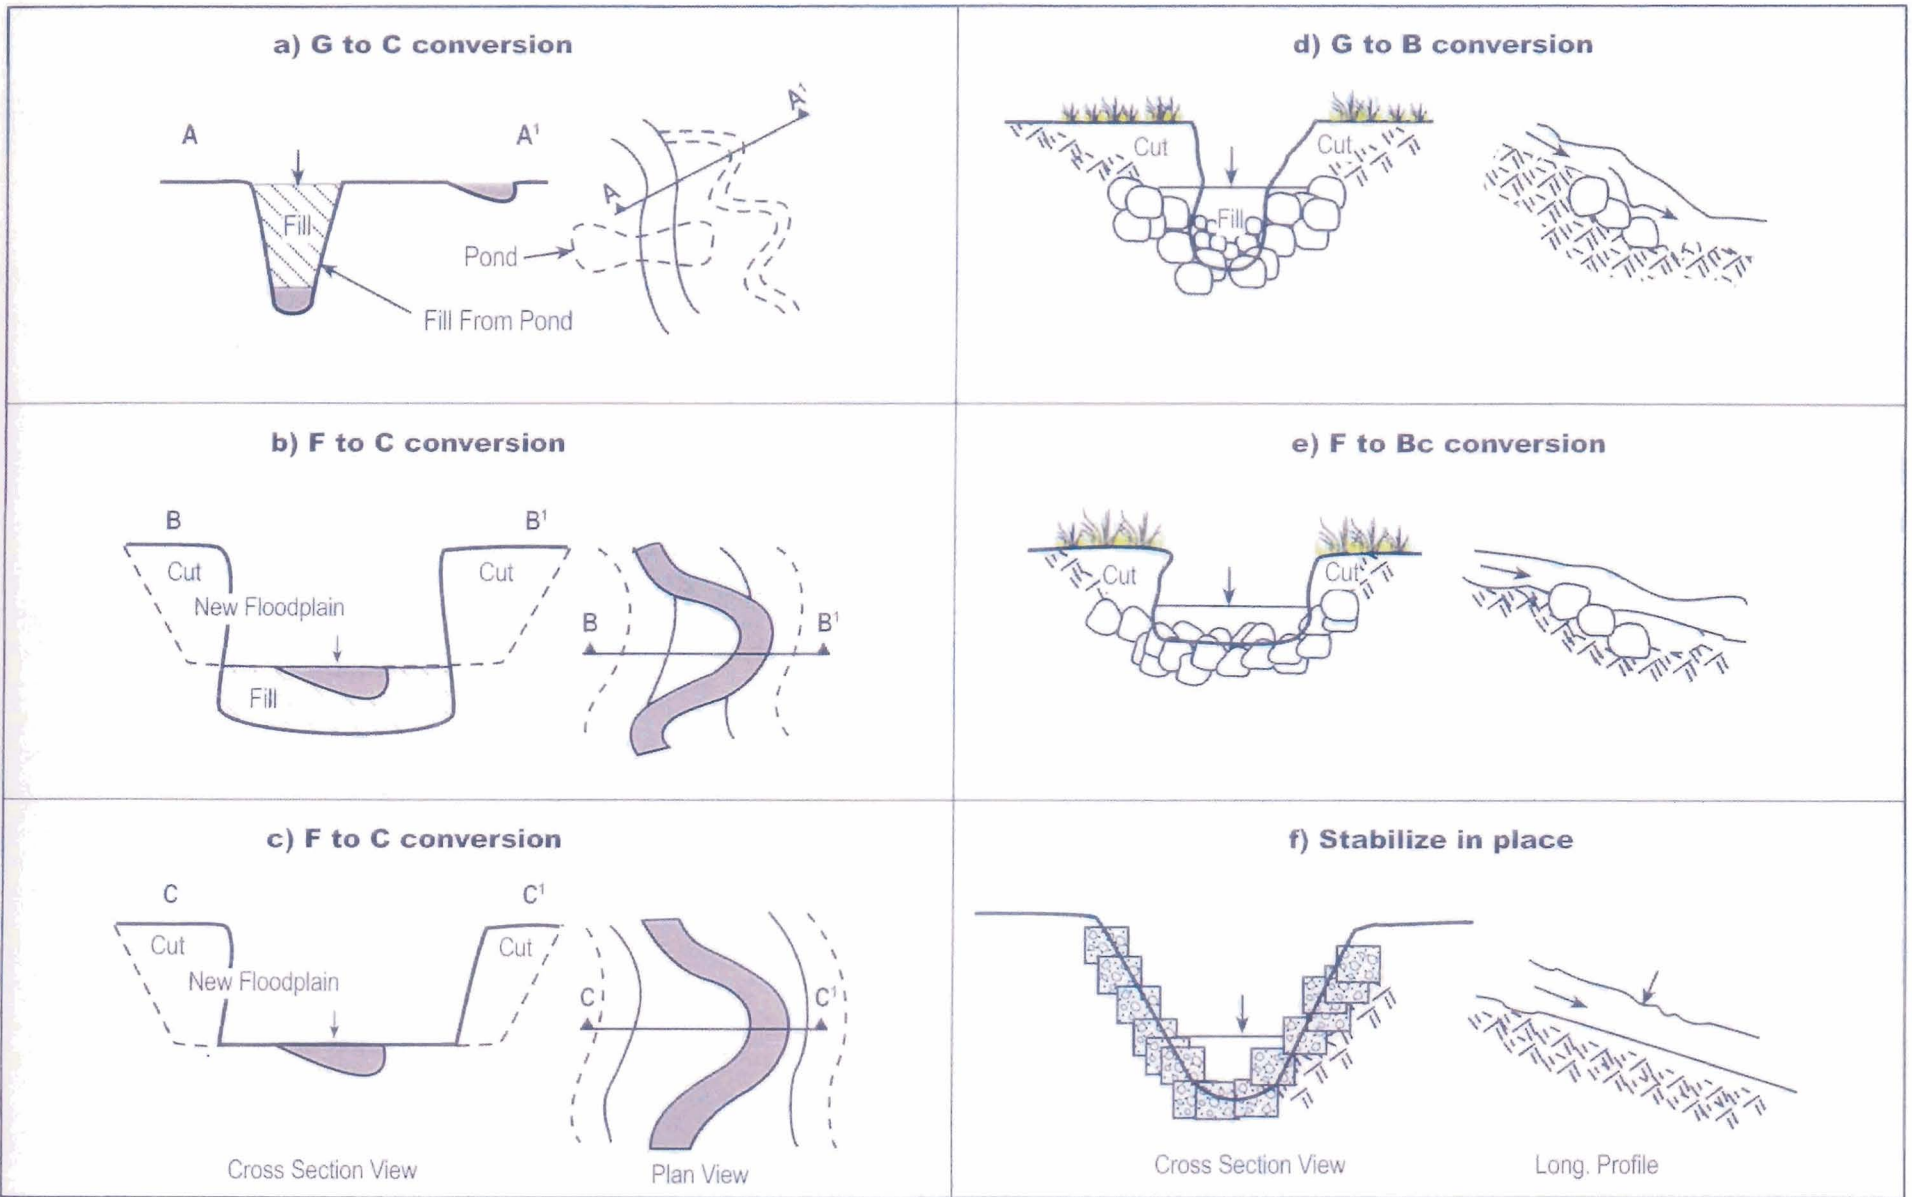 a) G to C conversion
A
A¹
A
A'
Fill
Pond
Fill From Pond
b) F to C conversion
B
B¹
Cut
Cut
New Floodplain
Fill
B
B¹
c) F to C conversion
C
C¹
Cut
Cut
New Floodplain
C
C¹
Cross Section View
Plan View
d) G to B conversion
Cut
Cut
Fill
e) F to Bc conversion
Cut
Cut
f) Stabilize in place
Cross Section View
Long. Profile